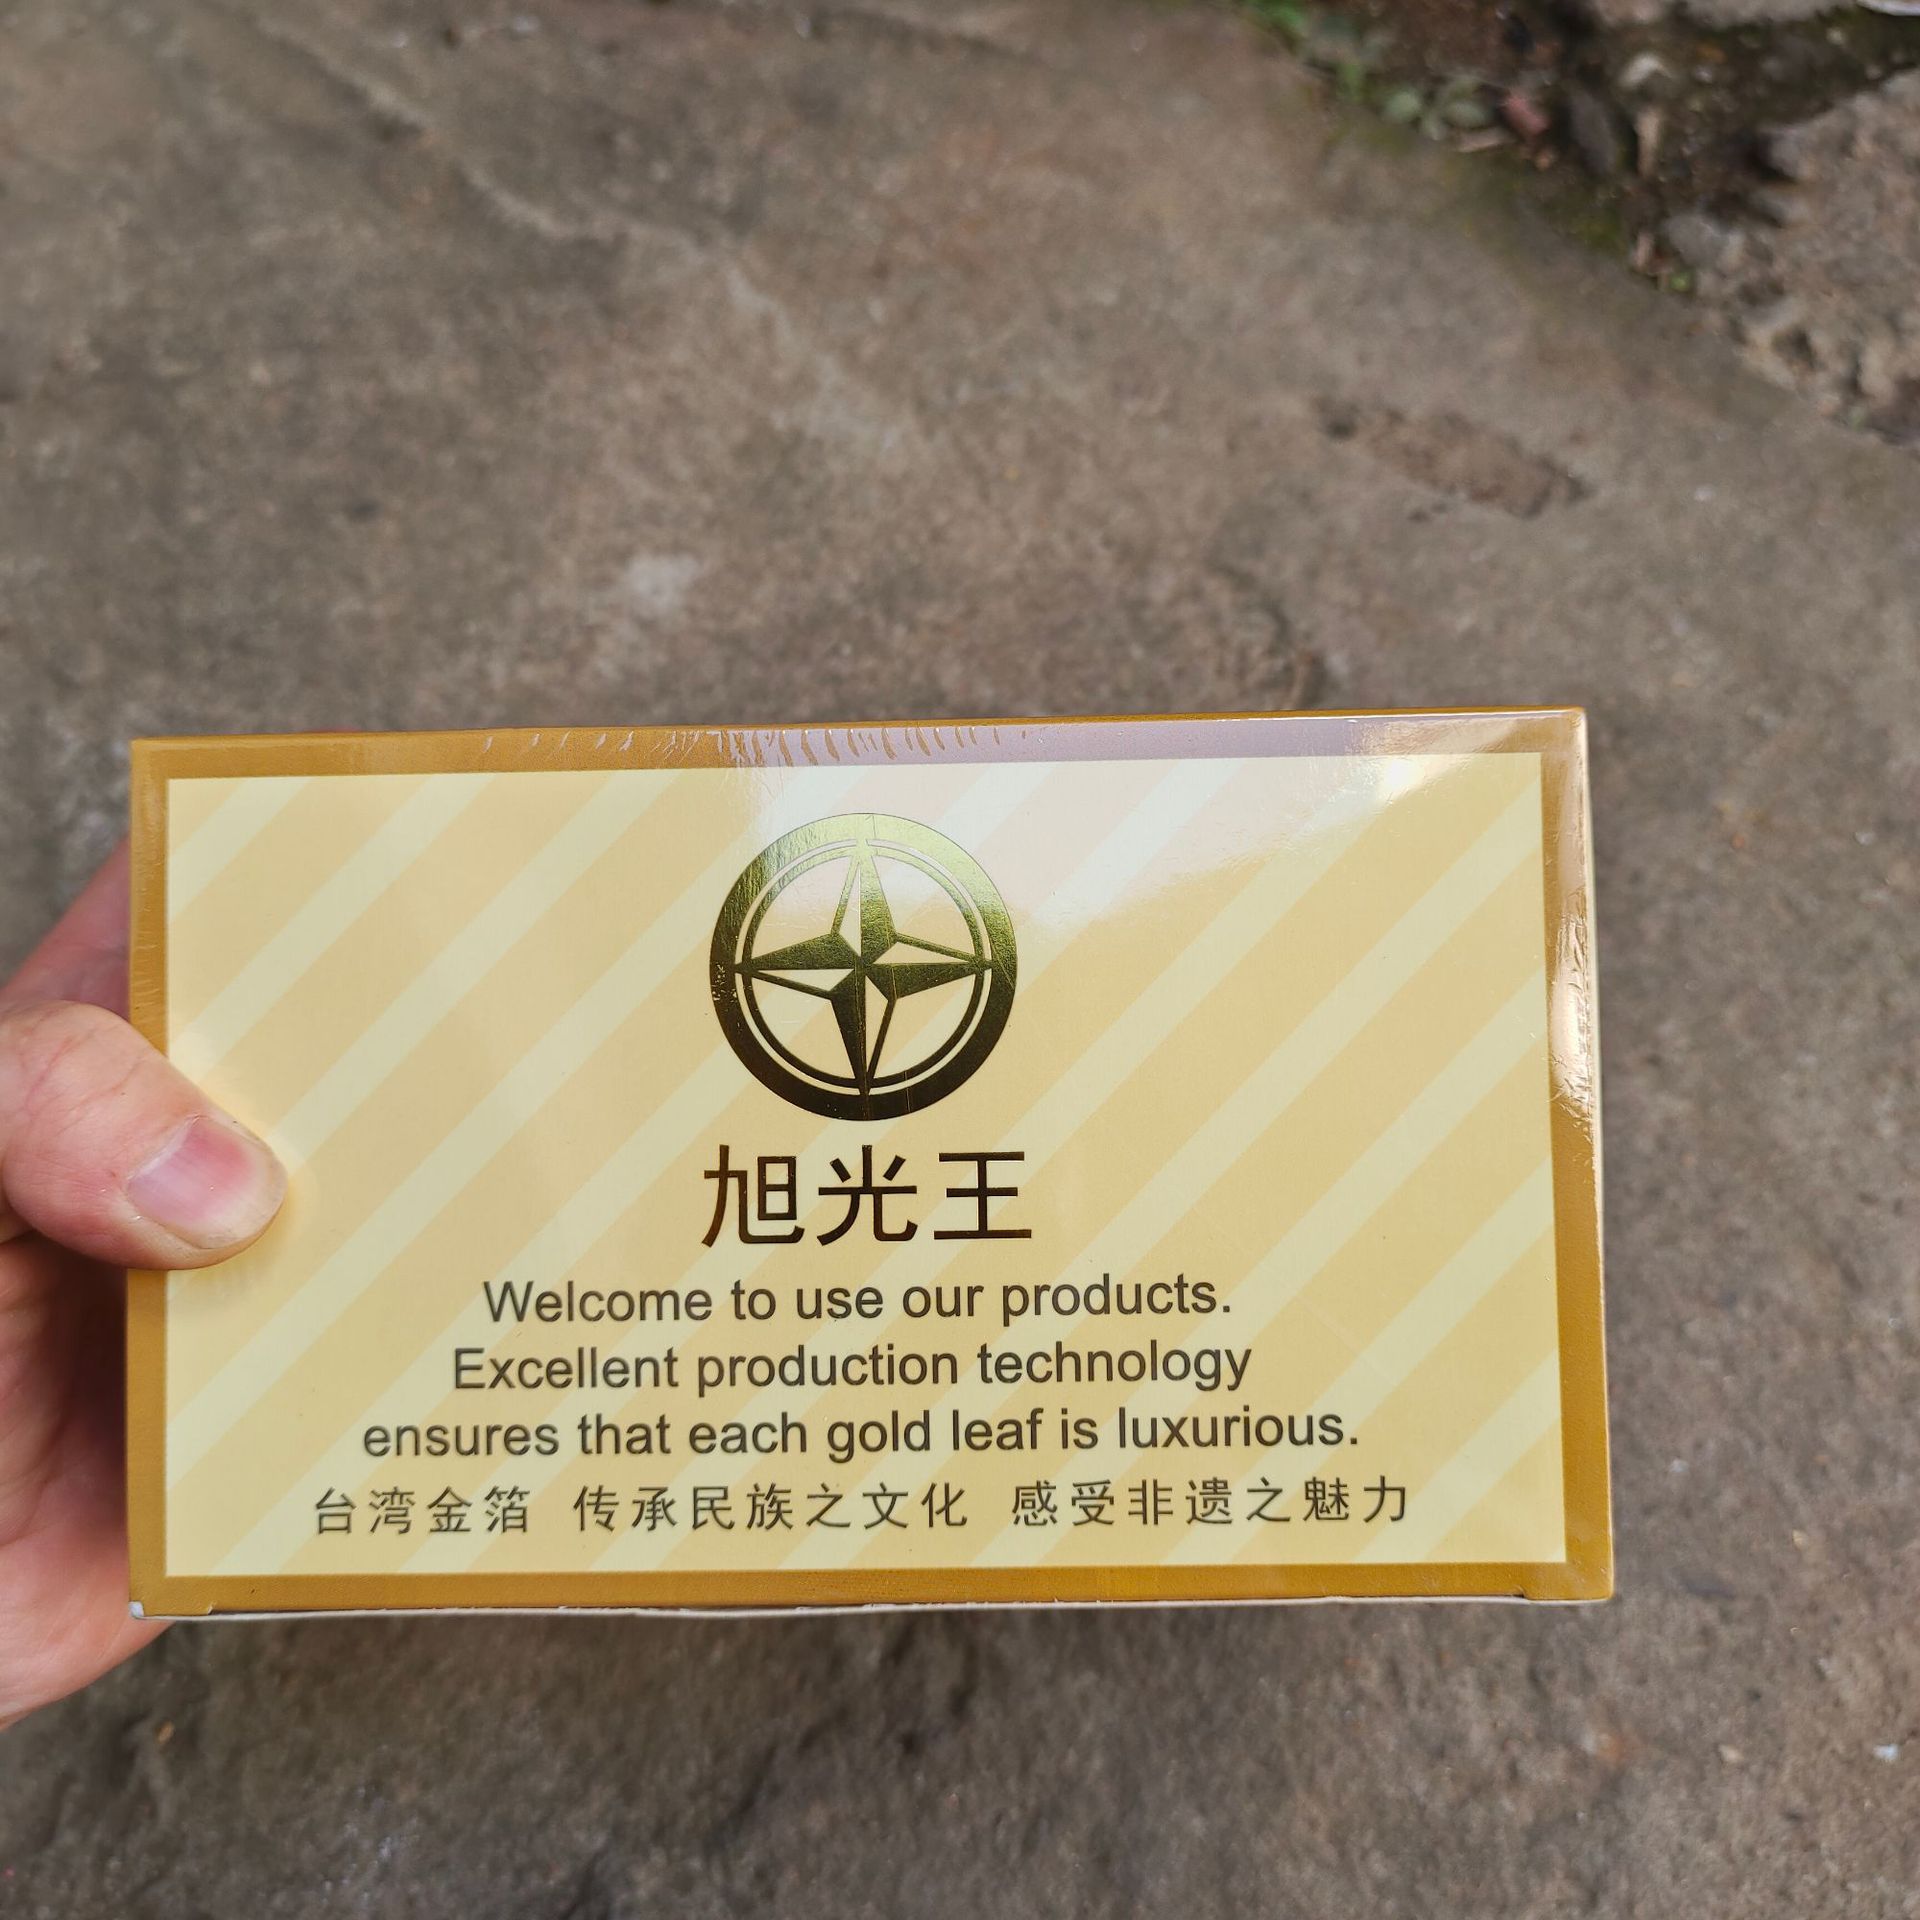 旭光王
Welcome to use our products.
Excellent production technology
ensures that each gold leaf is luxurious.
台湾金箔 传承民族之文化 感受非遗之魅力